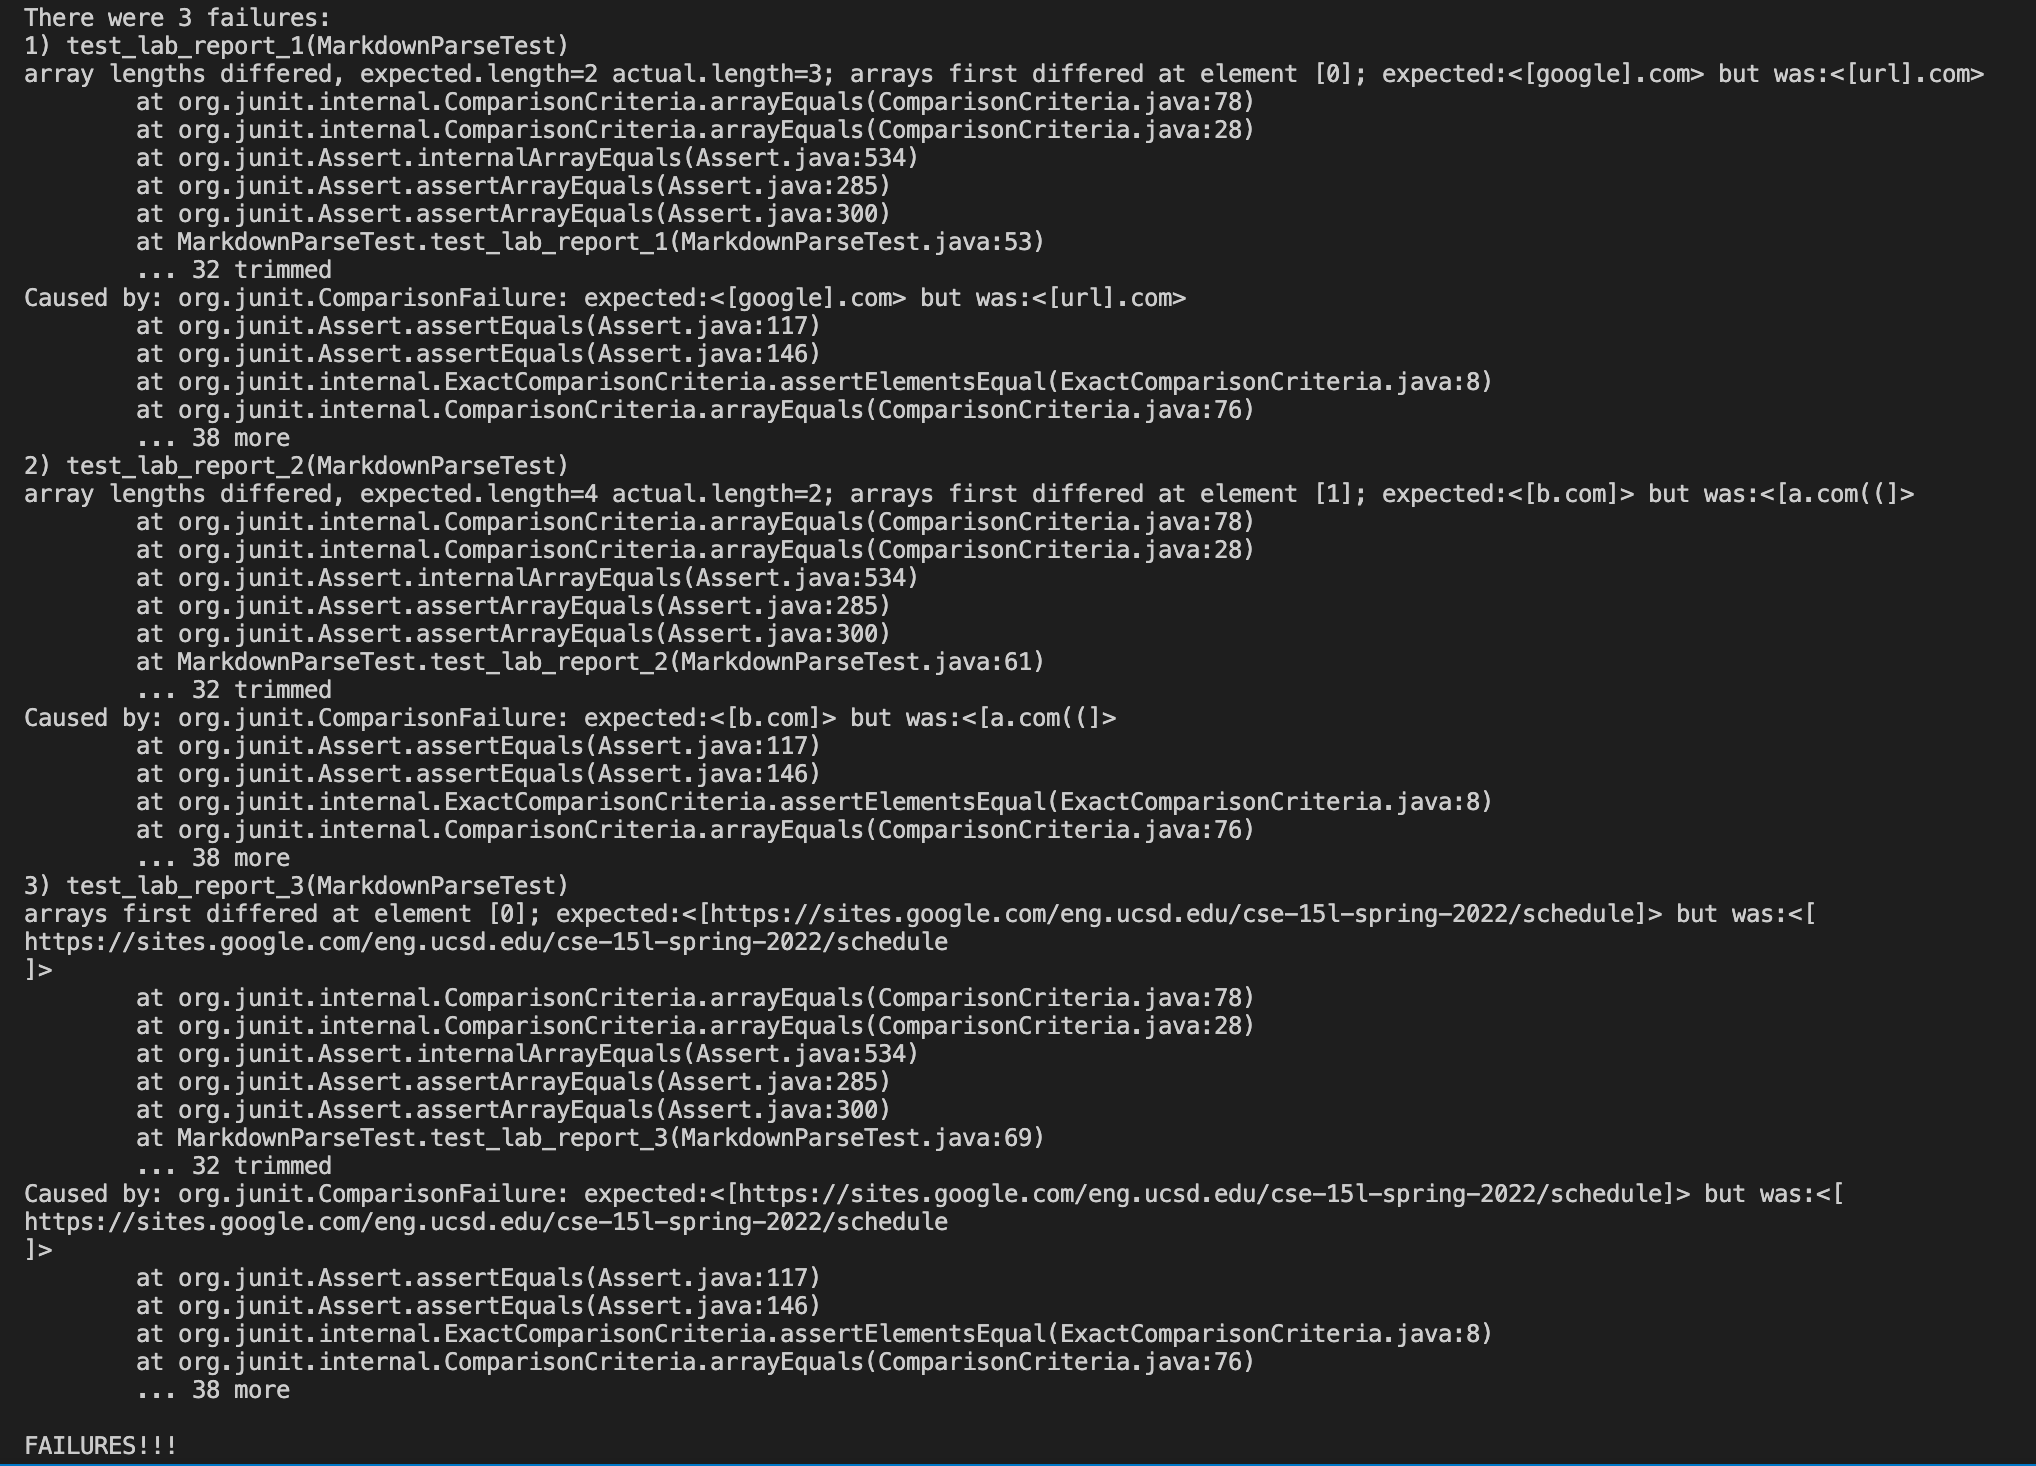 There were 3 failures:
1) test_lab_report_1(MarkdownParseTest)
array lengths differed, expected.length=2 actual.length=3; arrays first differed at element [0]; expected:<[google].com> but was:<[url].com>
        at org.junit.internal.ComparisonCriteria.arrayEquals(ComparisonCriteria.java:78)
        at org.junit.internal.ComparisonCriteria.arrayEquals(ComparisonCriteria.java:28)
        at org.junit.Assert.internalArrayEquals(Assert.java:534)
        at org.junit.Assert.assertArrayEquals(Assert.java:285)
        at org.junit.Assert.assertArrayEquals(Assert.java:300)
        at MarkdownParseTest.test_lab_report_1(MarkdownParseTest.java:53)
        ... 32 trimmed
Caused by: org.junit.ComparisonFailure: expected:<[google].com> but was:<[url].com>
        at org.junit.Assert.assertEquals(Assert.java:117)
        at org.junit.Assert.assertEquals(Assert.java:146)
        at org.junit.internal.ExactComparisonCriteria.assertElementsEqual(ExactComparisonCriteria.java:8)
        at org.junit.internal.ComparisonCriteria.arrayEquals(ComparisonCriteria.java:76)
        ... 38 more
2) test_lab_report_2(MarkdownParseTest)
array lengths differed, expected.length=4 actual.length=2; arrays first differed at element [1]; expected:<[b.com]> but was:<[a.com((]>
        at org.junit.internal.ComparisonCriteria.arrayEquals(ComparisonCriteria.java:78)
        at org.junit.internal.ComparisonCriteria.arrayEquals(ComparisonCriteria.java:28)
        at org.junit.Assert.internalArrayEquals(Assert.java:534)
        at org.junit.Assert.assertArrayEquals(Assert.java:285)
        at org.junit.Assert.assertArrayEquals(Assert.java:300)
        at MarkdownParseTest.test_lab_report_2(MarkdownParseTest.java:61)
        ... 32 trimmed
Caused by: org.junit.ComparisonFailure: expected:<[b.com]> but was:<[a.com((]>
        at org.junit.Assert.assertEquals(Assert.java:117)
        at org.junit.Assert.assertEquals(Assert.java:146)
        at org.junit.internal.ExactComparisonCriteria.assertElementsEqual(ExactComparisonCriteria.java:8)
        at org.junit.internal.ComparisonCriteria.arrayEquals(ComparisonCriteria.java:76)
        ... 38 more
3) test_lab_report_3(MarkdownParseTest)
arrays first differed at element [0]; expected:<[https://sites.google.com/eng.ucsd.edu/cse-15l-spring-2022/schedule]> but was:<[
https://sites.google.com/eng.ucsd.edu/cse-15l-spring-2022/schedule
]>
        at org.junit.internal.ComparisonCriteria.arrayEquals(ComparisonCriteria.java:78)
        at org.junit.internal.ComparisonCriteria.arrayEquals(ComparisonCriteria.java:28)
        at org.junit.Assert.internalArrayEquals(Assert.java:534)
        at org.junit.Assert.assertArrayEquals(Assert.java:285)
        at org.junit.Assert.assertArrayEquals(Assert.java:300)
        at MarkdownParseTest.test_lab_report_3(MarkdownParseTest.java:69)
        ... 32 trimmed
Caused by: org.junit.ComparisonFailure: expected:<[https://sites.google.com/eng.ucsd.edu/cse-15l-spring-2022/schedule]> but was:<[
https://sites.google.com/eng.ucsd.edu/cse-15l-spring-2022/schedule
]>
        at org.junit.Assert.assertEquals(Assert.java:117)
        at org.junit.Assert.assertEquals(Assert.java:146)
        at org.junit.internal.ExactComparisonCriteria.assertElementsEqual(ExactComparisonCriteria.java:8)
        at org.junit.internal.ComparisonCriteria.arrayEquals(ComparisonCriteria.java:76)
        ... 38 more

FAILURES!!!